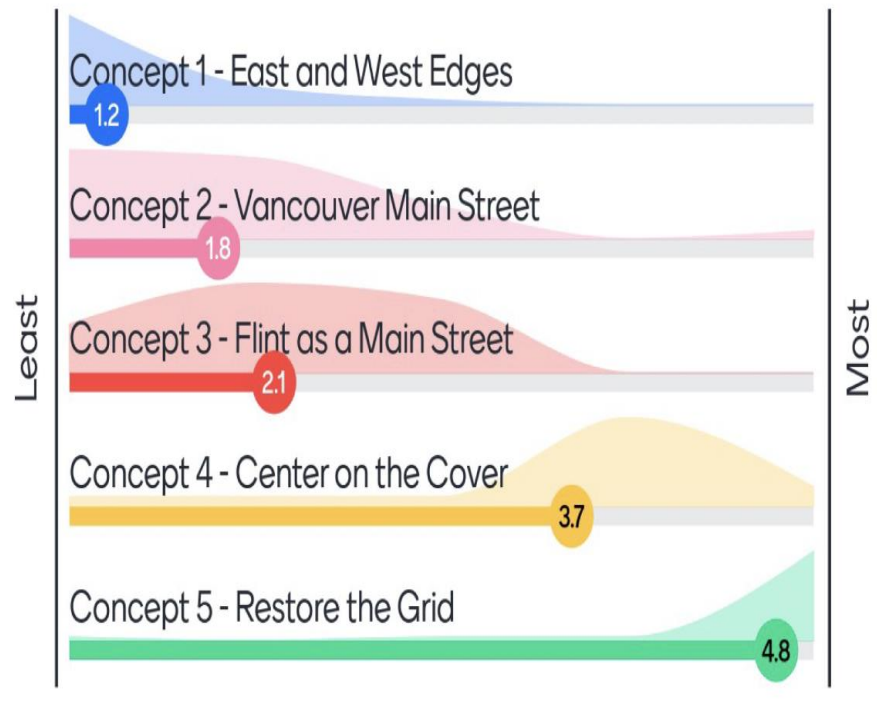 Concept 1 - East and West Edges
1.2
Concept 2 - Vancouver Main Street
1.8
Least
Concept 3 - Flint as a Main Street
2.1
Most
Concept 4 - Center on the Cover
3.7
Concept 5 - Restore the Grid
4.8